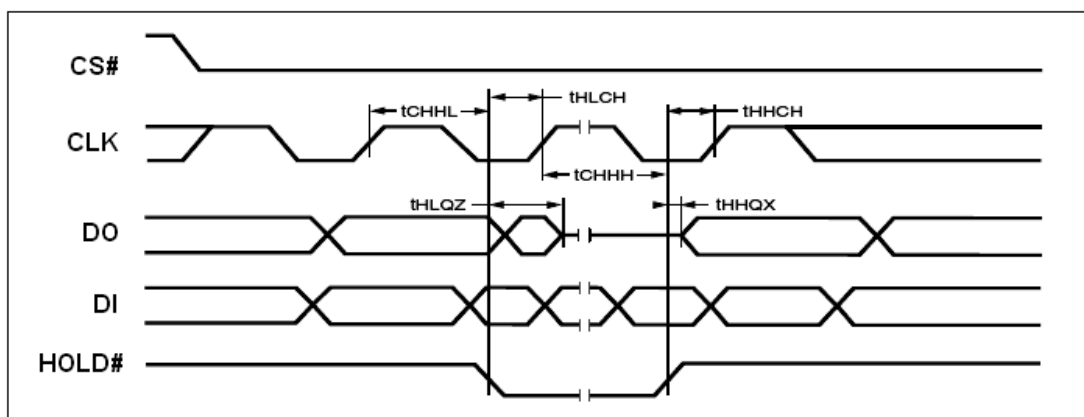 CS#
tCHHL
tHLCH
tHHCH
CLK
tCHHH
tHLQZ
tHHQX
DO
DI
HOLD#